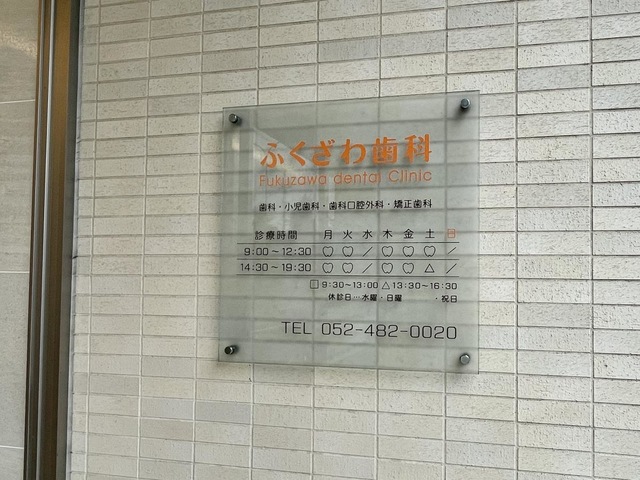 ふくざわ歯科
Fukuzawa dental Clinic
歯科・小児歯科・歯科口腔外科・矯正歯科
診療時間 月 火 水 木 金 土 日
9:00〜12:30 ／ ／
14:30〜19:30 ／ △ ／
9:30〜13:00 △13:30〜16:30
休診日…水曜・日曜 ・祝日
TEL 052-482-0020